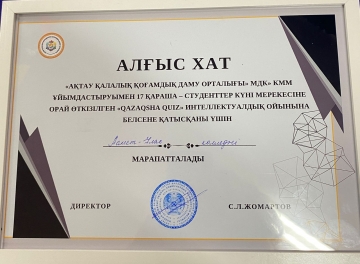 АЛҒЫС ХАТ
«АҚТАУ ҚАЛАЛЫҚ ҚОҒАМДЫҚ ДАМУ ОРТАЛЫҒЫ» МДК» КММ
ҰЙЫМДАСТЫРУЫМЕН 17 ҚАРАША – СТУДЕНТТЕР КҮНІ МЕРЕКЕСІНЕ
ОРАЙ ӨТКІЗІЛГЕН «QAZAQSHA QUIZ» ИНТЕЛЛЕКТУАЛДЫҚ ОЙЫНЫНА
БЕЛСЕНЕ ҚАТЫСҚАНЫ ҮШІН
колледжі
МАРАПАТТАЛАДЫ
ДИРЕКТОР
С.Л.ЖОМАРТОВ